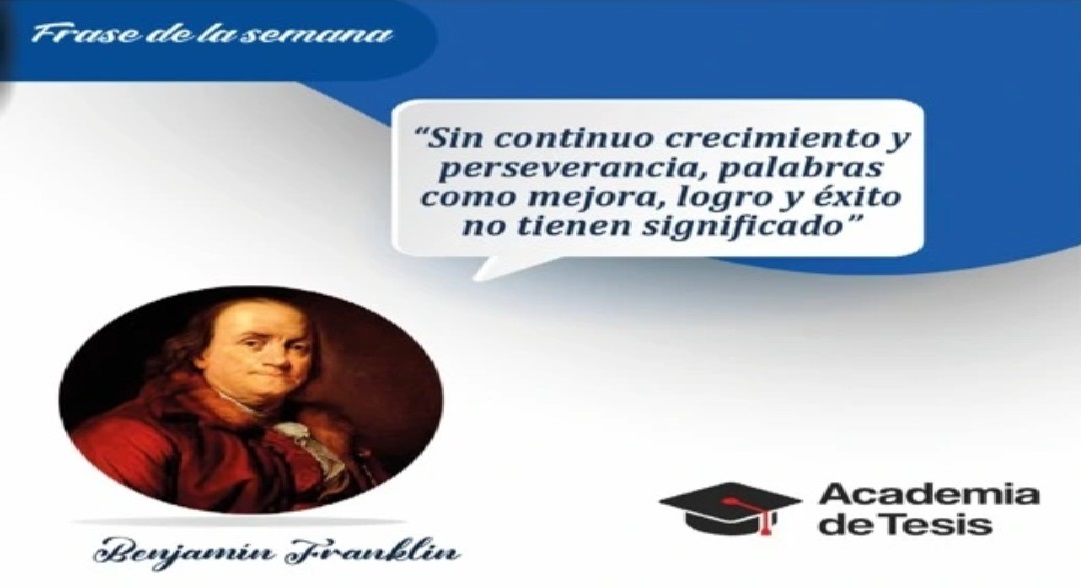 Frase de la semana
“Sin continuo crecimiento y
perseverancia, palabras
como mejora, logro y éxito
no tienen significado”
Benjamín Franklin
Academia
de Tesis